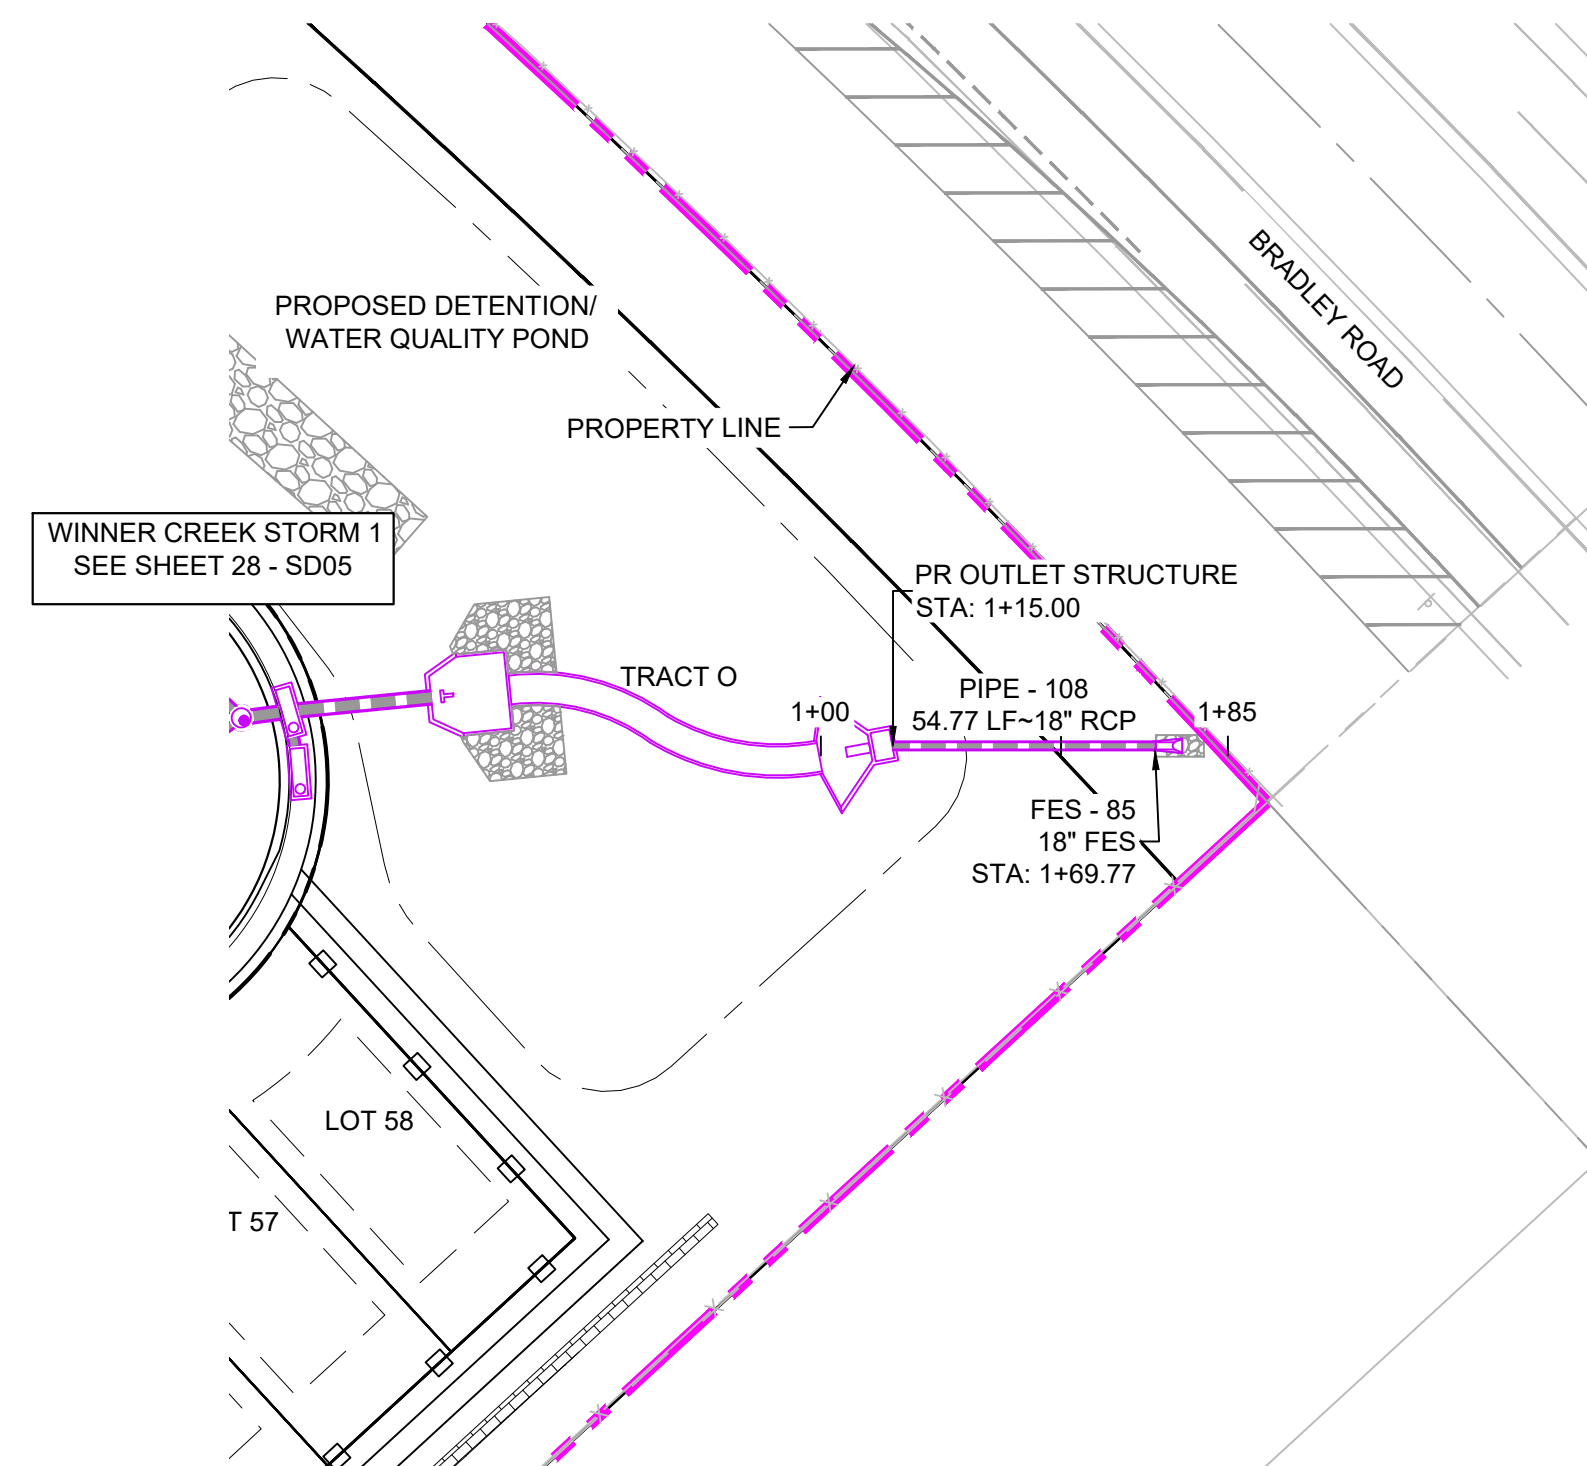 BRADLEY ROAD
PROPOSED DETENTION/
WATER QUALITY POND
PROPERTY LINE
WINNER CREEK STORM 1
SEE SHEET 28 - SD05
PR OUTLET STRUCTURE
STA: 1+15.00
TRACT O
PIPE - 108
54.77 LF~18" RCP
1+00
1+85
FES - 85
18" FES
STA: 1+69.77
LOT 58
T 57